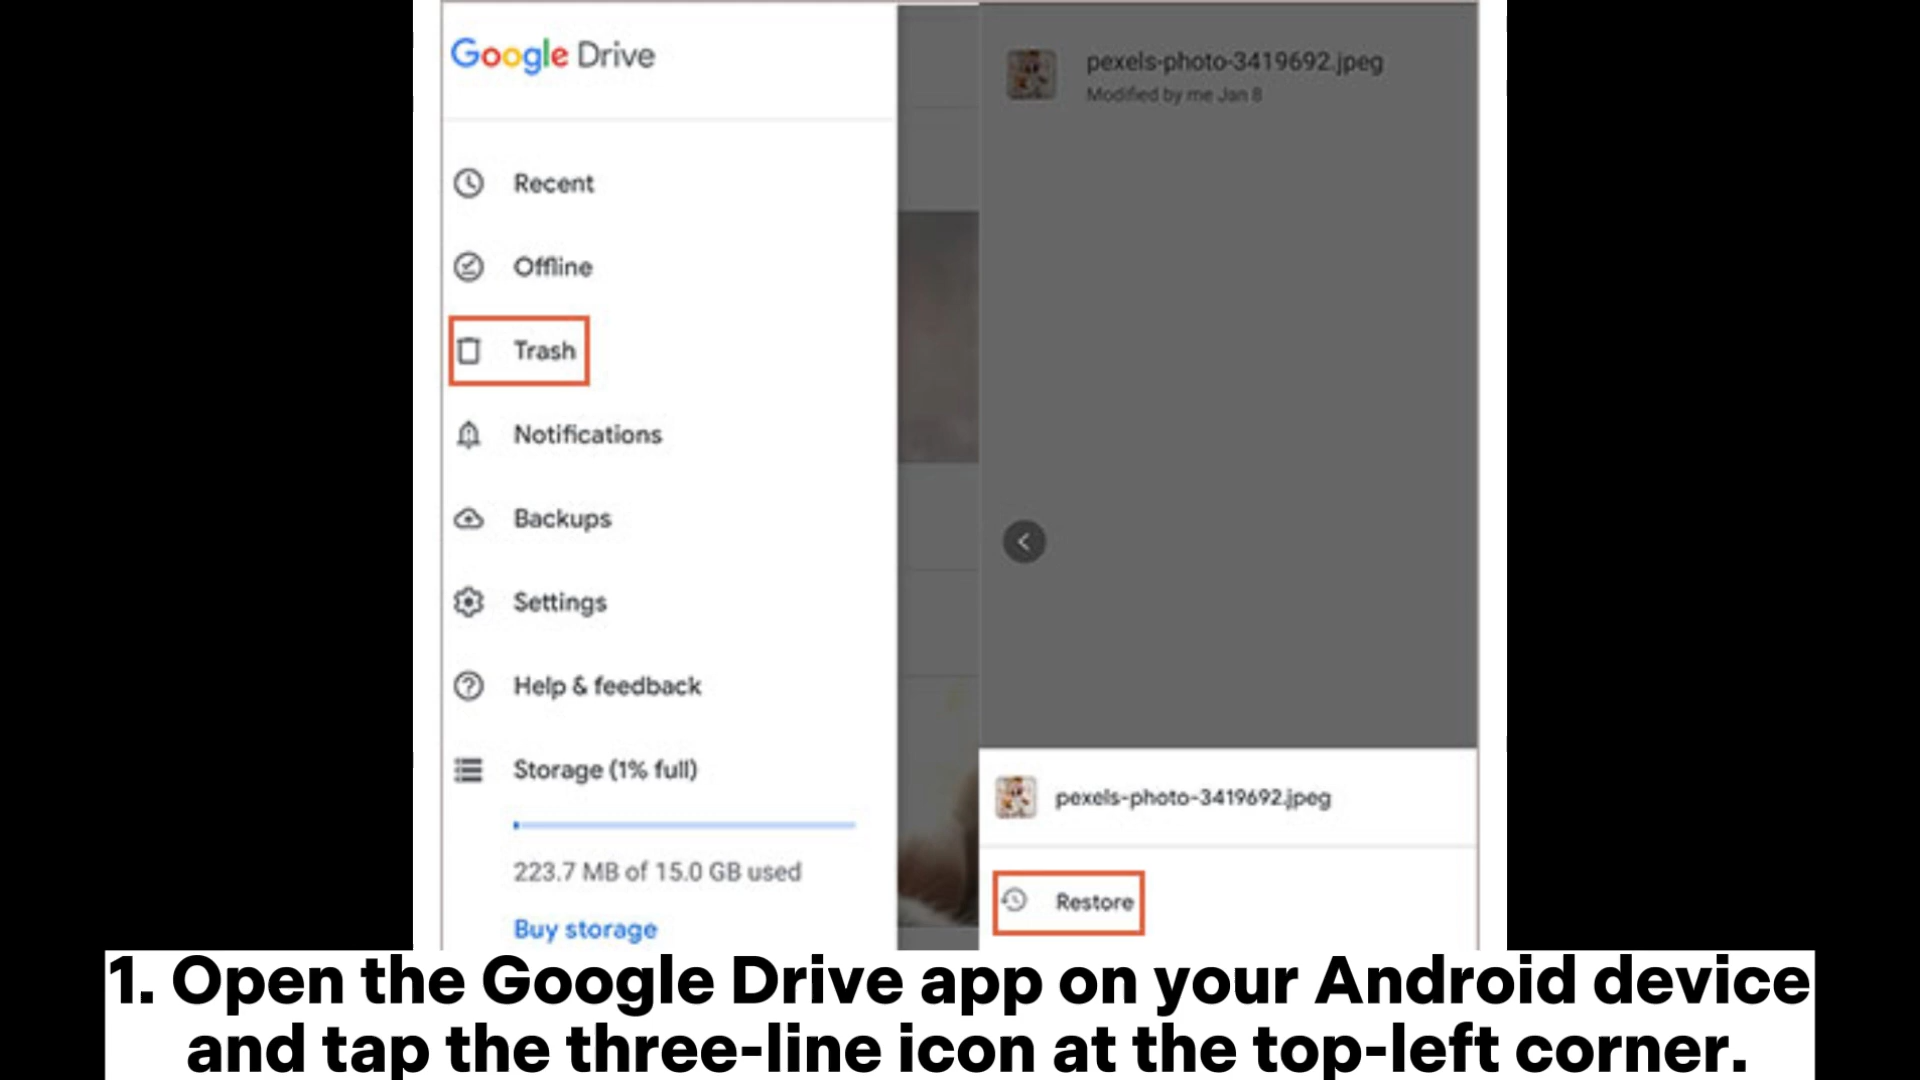 Google Drive
Recent
Offline
Trash
Notifications
Backups
Settings
Help & feedback
Storage (1% full)
223.7 MB of 15.0 GB used
Buy storage
pexels-photo-3419692.jpeg
Modified by me Jan 8
pexels-photo-3419692.jpeg
Restore
1. Open the Google Drive app on your Android device
and tap the three-line icon at the top-left corner.